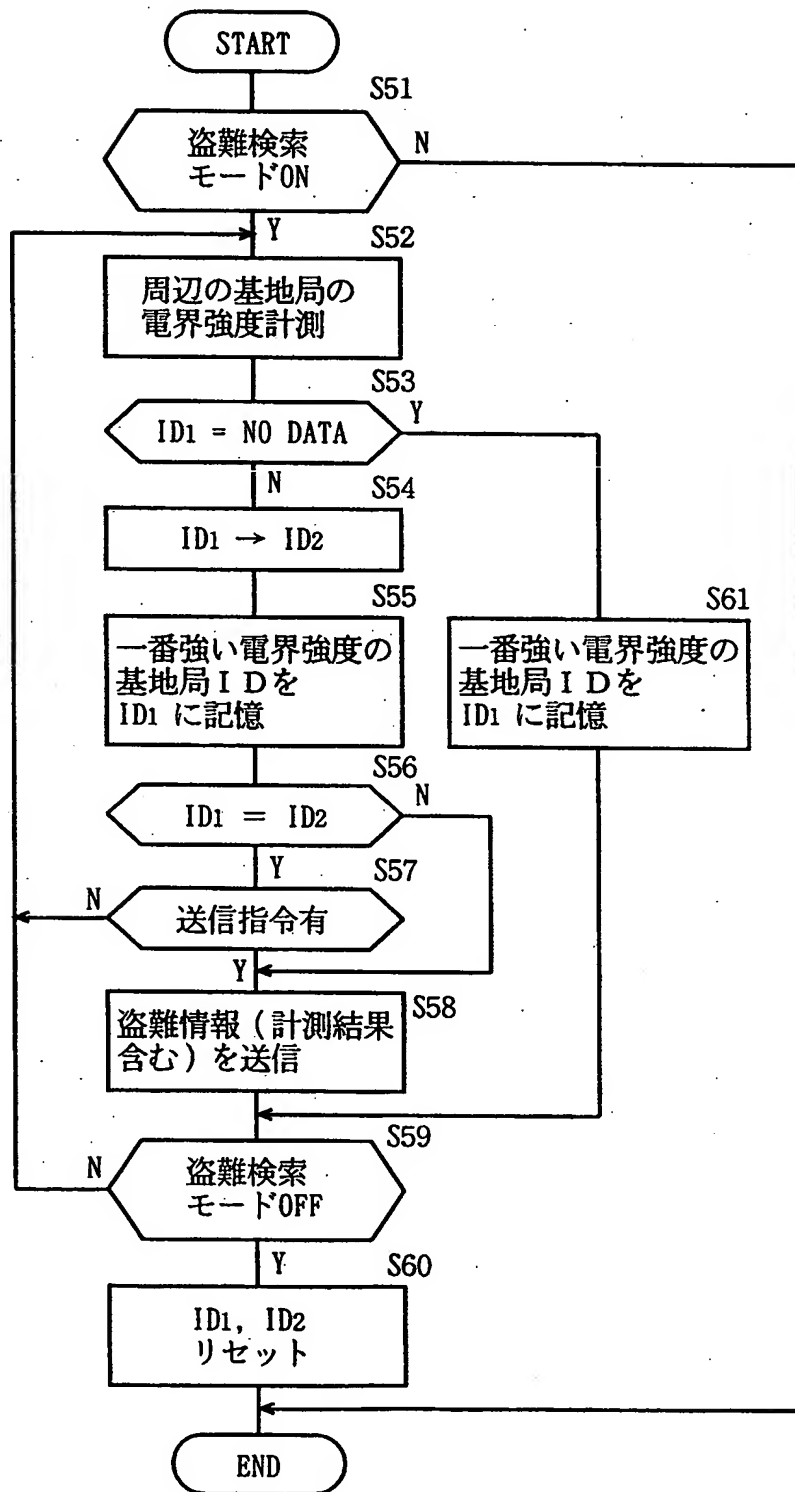 START
S51
盗難検索
モードON
N
Y
S52
周辺の基地局の
電界強度計測
S53
ID1 = NO DATA
Y
N
S54
ID1 → ID2
S55
一番強い電界強度の
基地局ＩＤを
ID1 に記憶
S61
一番強い電界強度の
基地局ＩＤを
ID1 に記憶
S56
ID1 = ID2
N
Y
S57
N
送信指令有
Y
S58
盗難情報（計測結果
含む）を送信
S59
N
盗難検索
モードOFF
Y
S60
ID1, ID2
リセット
END